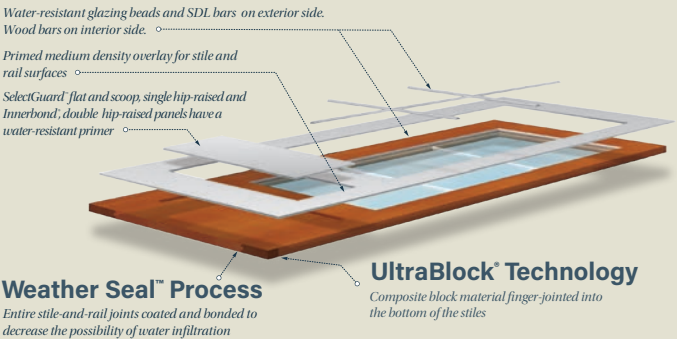 Water-resistant glazing beads and SDL bars on exterior side.
Wood bars on interior side.
Primed medium density overlay for stile and
rail surfaces
SelectGuard™ flat and scoop, single hip-raised and
Innerbond®, double hip-raised panels have a
water-resistant primer
UltraBlock® Technology
Composite block material finger-jointed into
the bottom of the stiles
Weather Seal™ Process
Entire stile-and-rail joints coated and bonded to
decrease the possibility of water infiltration